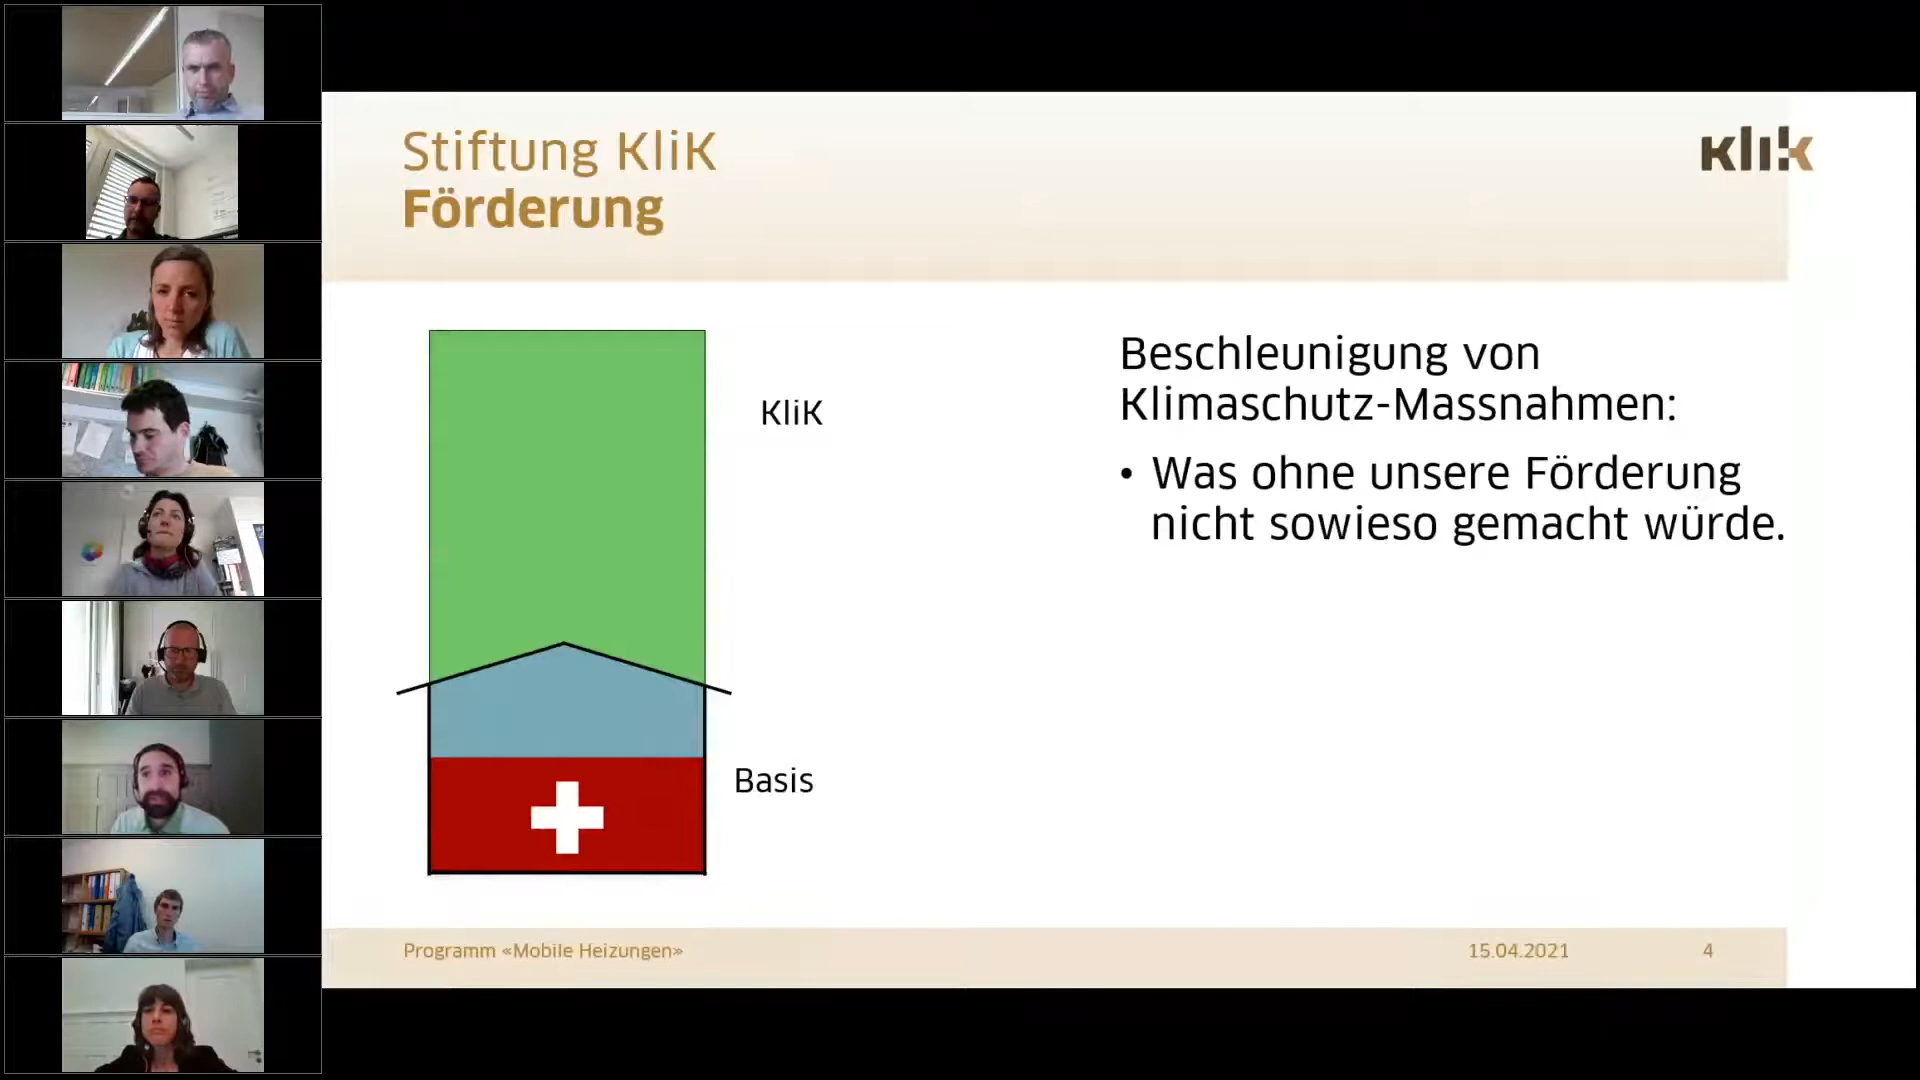 Stiftung KliK
Förderung
klik
KliK
Basis
Beschleunigung von
Klimaschutz-Massnahmen:
• Was ohne unsere Förderung
nicht sowieso gemacht würde.
Programm «Mobile Heizungen»
15.04.2021
4